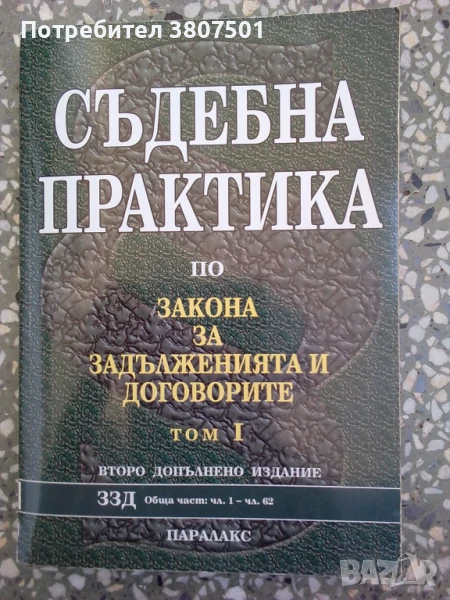 Потребител 3807501
СЪДЕБНА
ПРАКТИКА
ПО
ЗАКОНА
ЗА
ЗАДЪЛЖЕНИЯТА И
ДОГОВОРИТЕ
ТОМ I
ВТОРО ДОПЪЛНЕНО ИЗДАНИЕ
ЗЗД Обща част: чл. 1 – чл. 62
ПАРАЛАКС
BAZAR